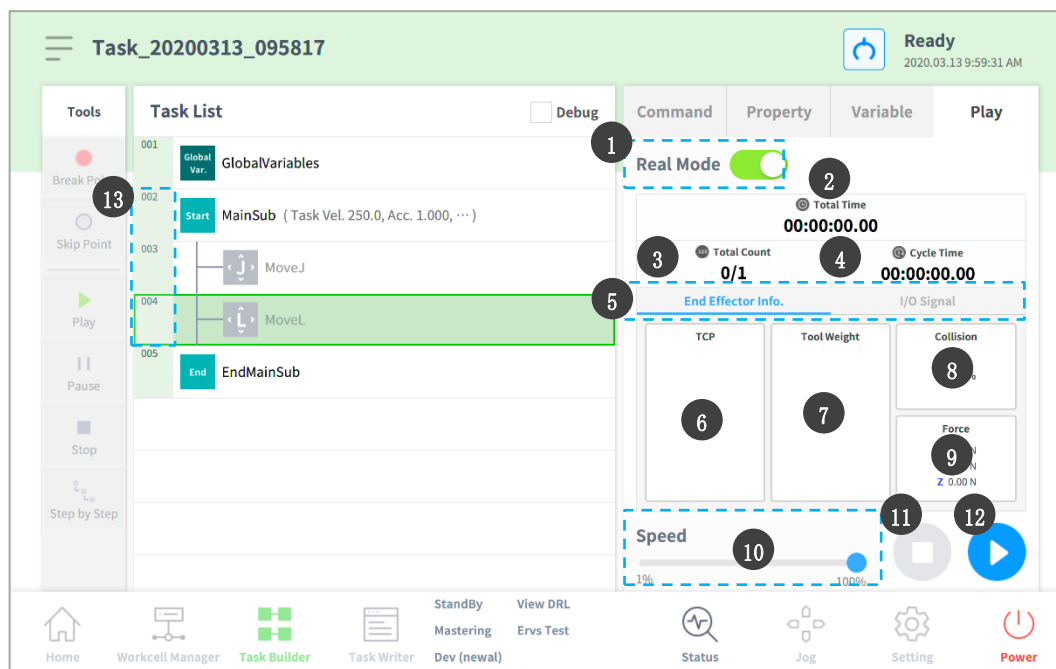 Task_20200313_095817
Ready
2020.03.13 9:59:31 AM
Tools
Task List
Debug
Command
Property
Variable
Play
1
Real Mode
2
Total Time
00:00:00.00
3
Total Count
0/1
4
Cycle Time
00:00:00.00
5
End Effector Info.
I/O Signal
TCP
6
Tool Weight
7
Collision
8
Force
9
N
N
Z 0.00 N
Speed
10
1%
100%
11
12
Break Point
13
Skip Point
Play
Pause
Stop
Step by Step
001
Global Var.
GlobalVariables
002
Start
MainSub ( Task Vel. 250.0, Acc. 1.000, ⋯ )
003
J
MoveJ
004
L
MoveL
005
End
EndMainSub
Home
Workcell Manager
Task Builder
Task Writer
StandBy
View DRL
Mastering
Ervs Test
Dev (newal)
Status
Jog
Setting
Power